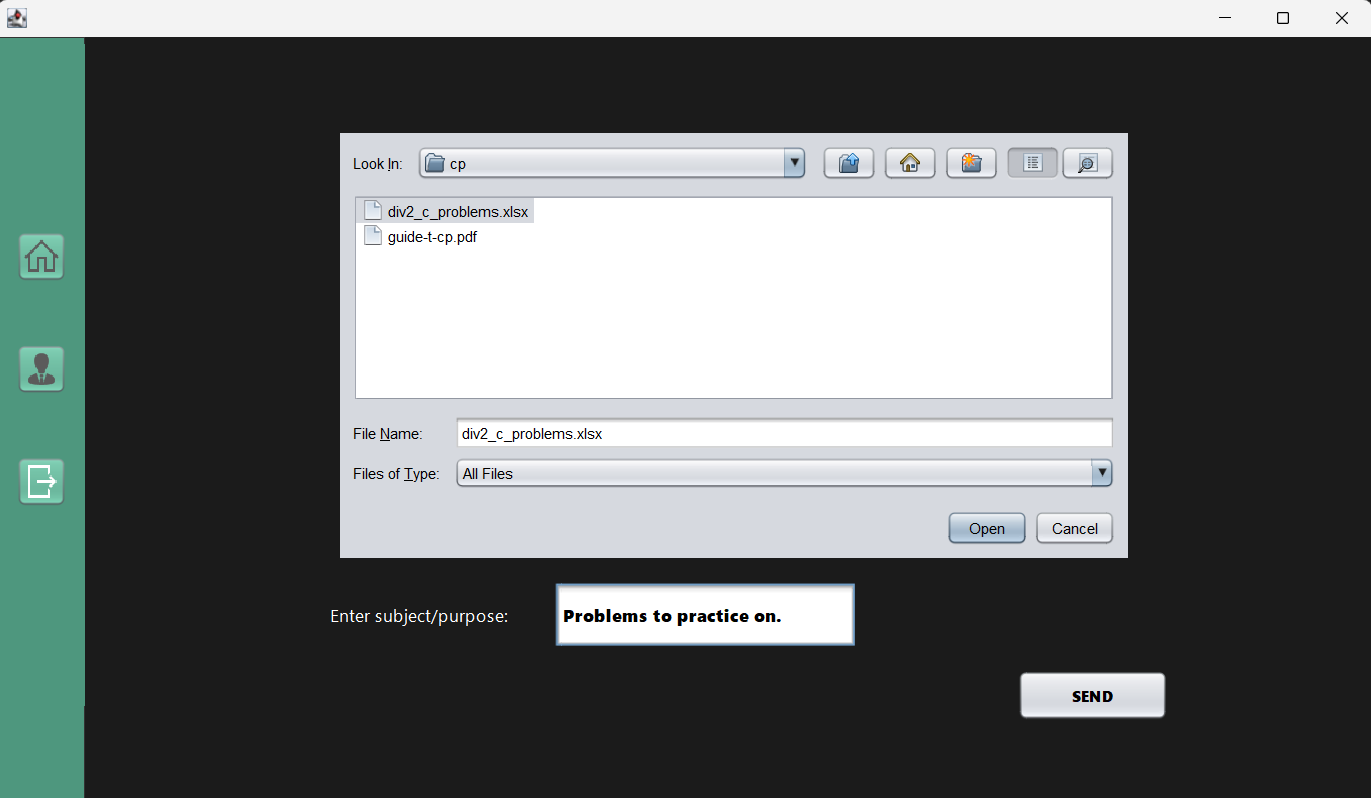 Look In: cp
div2_c_problems.xlsx
guide-t-cp.pdf
File Name: div2_c_problems.xlsx
Files of Type: All Files
Open Cancel
Enter subject/purpose: Problems to practice on.
SEND